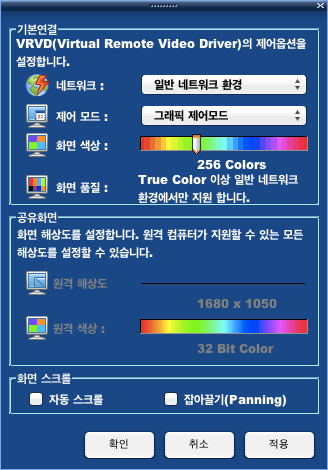 기본연결
VRVD(Virtual Remote Video Driver)의 제어옵션을
설정합니다.
네트워크 : 일반 네트워크 환경
제어 모드 : 그래픽 제어모드
화면 색상 :
256 Colors
화면 품질 : True Color 이상 일반 네트워크
환경에서만 지원 합니다.
공유화면
화면 해상도를 설정합니다. 원격 컴퓨터가 지원할 수 있는 모든
해상도를 설정할 수 있습니다.
원격 해상도
1680 x 1050
원격 색상 :
32 Bit Color
화면 스크롤
자동 스크롤 잡아끌기(Panning)
확인 취소 적용